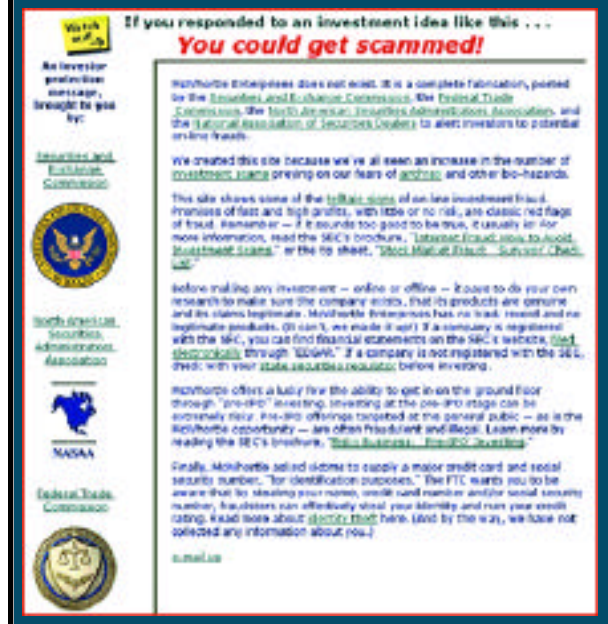 If you responded to an investment idea like this . . .
You could get scammed!
An investor
protection
message,
brought to you
by:
Securities and
Exchange
Commission
North American
Securities
Administrators
Association
NASAA
Federal Trade
Commission
McWhortle Enterprises does not exist. It is a complete fabrication, posted
by the Securities and Exchange Commission, the Federal Trade
Commission, the North American Securities Administrators Association, and
the National Association of Securities Dealers to alert investors to potential
on-line frauds.
We created this site because we've all seen an increase in the number of
investment scams preying on our fears of anthrax and other bio-hazards.
This site shows some of the telltale signs of on-line investment fraud.
Promises of fast and high profits, with little or no risk, are classic red flags
of fraud. Remember — if it sounds too good to be true, it usually is! For
more information, read the SEC's brochure, "Internet Fraud: How to Avoid
Investment Scams," or the tip sheet, "Stock Market Fraud Survivor Check
List."
Before making any investment — online or offline — it pays to do your own
research to make sure the company exists, that its products are genuine
and its claims legitimate. McWhortle Enterprises has no track record and no
legitimate products. (It can't, we made it up!) If a company is registered
with the SEC, you can find financial statements on the SEC's website, filed
electronically through "EDGAR." If a company is not registered with the SEC,
check with your state securities regulator before investing.
McWhortle offers a lucky few the ability to get in on the ground floor
through "pre-IPO" investing. Investing at the pre-IPO stage can be
extremely risky. Pre-IPO offerings targeted at the general public — as is the
McWhortle opportunity — are often fraudulent and illegal. Learn more by
reading the SEC's brochure, "Risky Business: Pre-IPO Investing."
Finally, McWhortle asked victims to supply a major credit card and social
security number, "for identification purposes." The FTC wants you to be
aware that by stealing your name, credit card number and/or social security
number, fraudsters can effectively steal your identity and ruin your credit
rating. Read more about identity theft here. (And by the way, we have not
collected any information about you.)
e-mail us